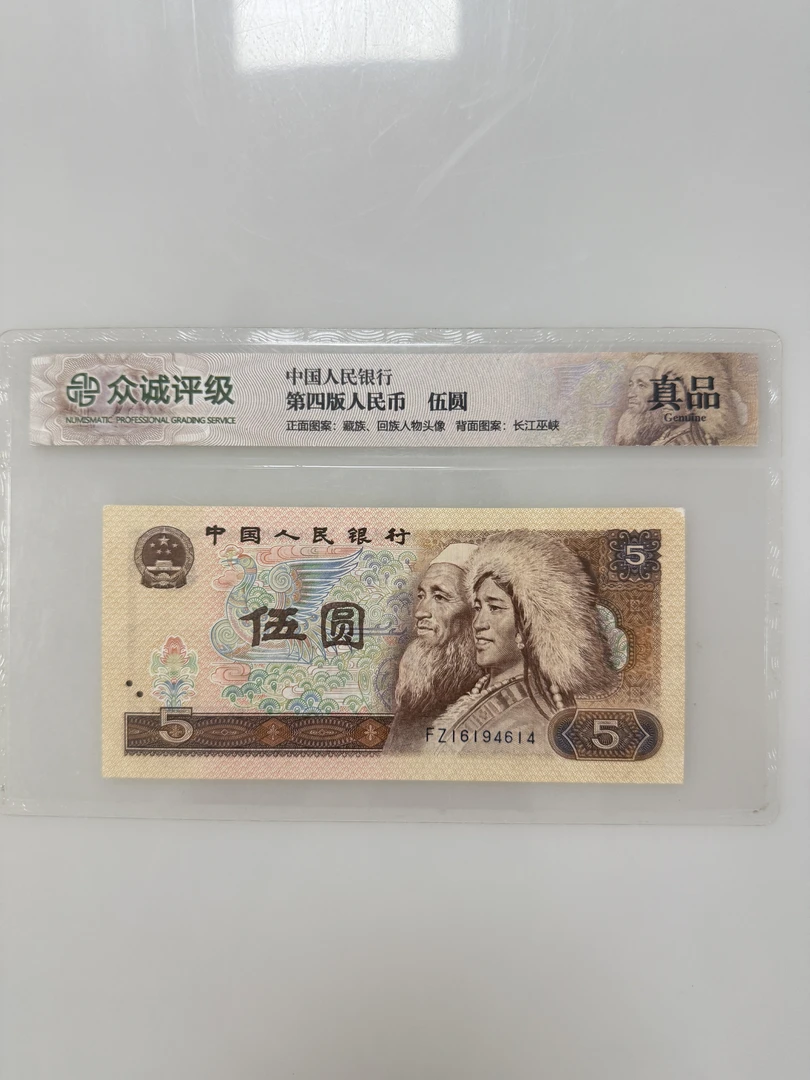 众诚评级
NUMISMATIC PROFESSIONAL GRADING SERVICE
中国人民银行
第四版人民币 伍圆
正面图案：藏族、回族人物头像 背面图案：长江巫峡
真品
Genuine
中国人民银行
5
伍圆
5
FZ16194614
5